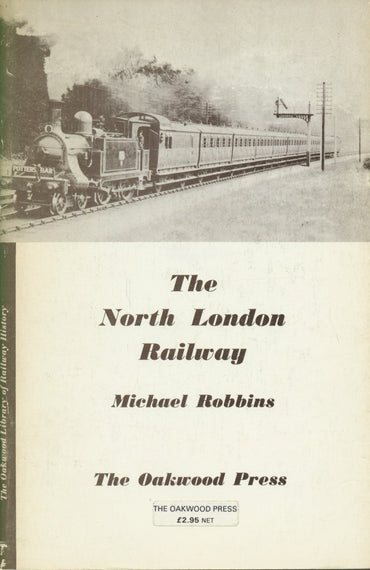 POTTERS BAR
The
North London
Railway
Michael Robbins
The Oakwood Press
THE OAKWOOD PRESS
£2.95 NET
The Oakwood Library of Railway History